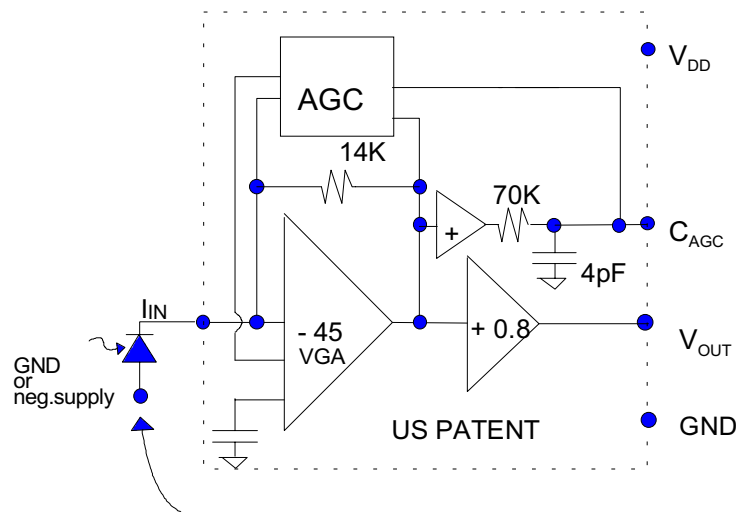 V_DD
AGC
14K
70K
+
C_AGC
4pF
I_IN
- 45
VGA
+ 0.8
V_OUT
GND
or
neg.supply
US PATENT
GND